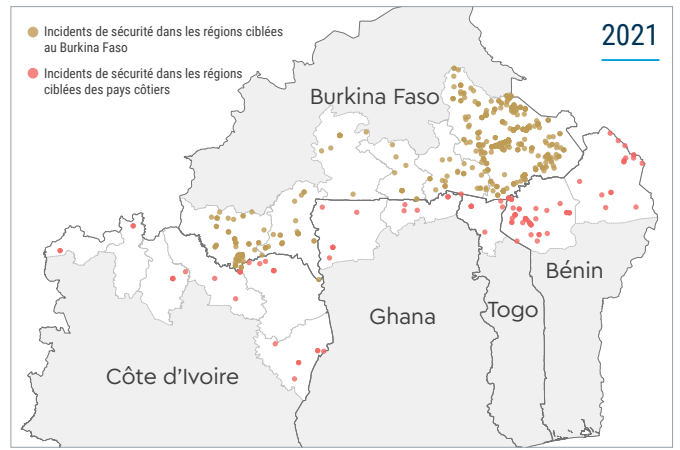 Incidents de sécurité dans les régions ciblées
au Burkina Faso
Incidents de sécurité dans les régions
ciblées des pays côtiers
2021
Burkina Faso
Bénin
Togo
Ghana
Côte d'Ivoire